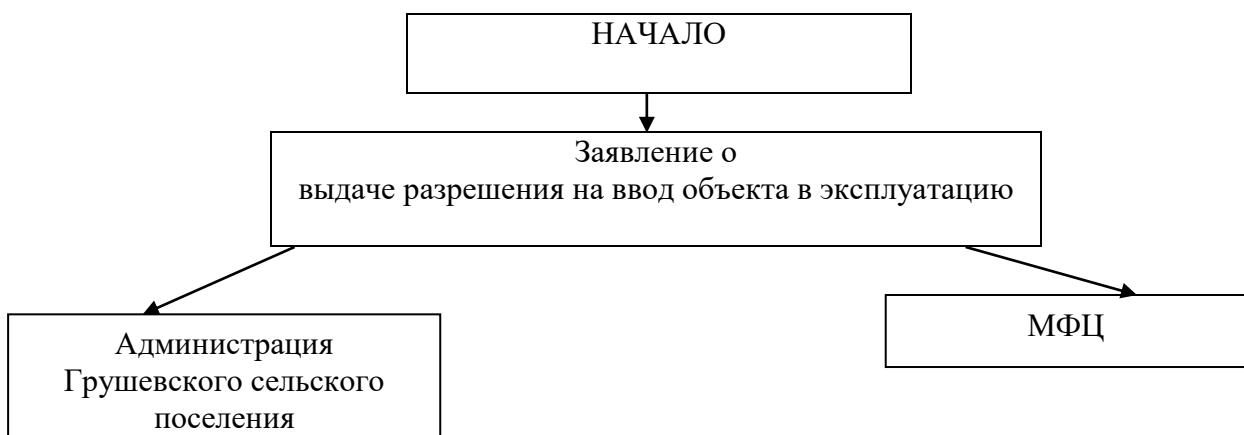 НАЧАЛО
Заявление о
выдаче разрешения на ввод объекта в эксплуатацию
Администрация
Грушевского сельского
поселения
МФЦ